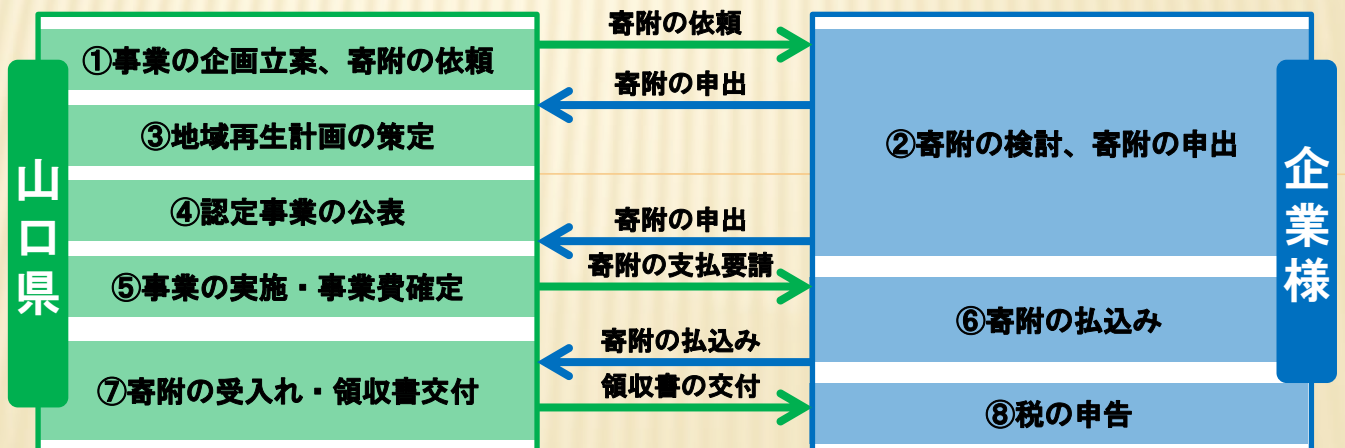 山口県
①事業の企画立案、寄附の依頼
③地域再生計画の策定
④認定事業の公表
⑤事業の実施・事業費確定
⑦寄附の受入れ・領収書交付
寄附の依頼
寄附の申出
寄附の申出
寄附の支払要請
寄附の払込み
領収書の交付
②寄附の検討、寄附の申出
⑥寄附の払込み
⑧税の申告
企業様